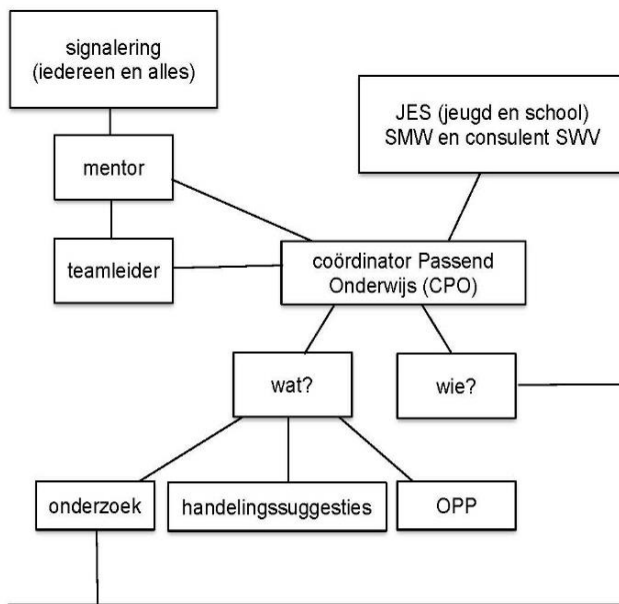 signalering
(iedereen en alles)
JES (jeugd en school)
SMW en consulent SWV
mentor
teamleider
coördinator Passend
Onderwijs (CPO)
wat?
wie?
onderzoek
handelingssuggesties
OPP